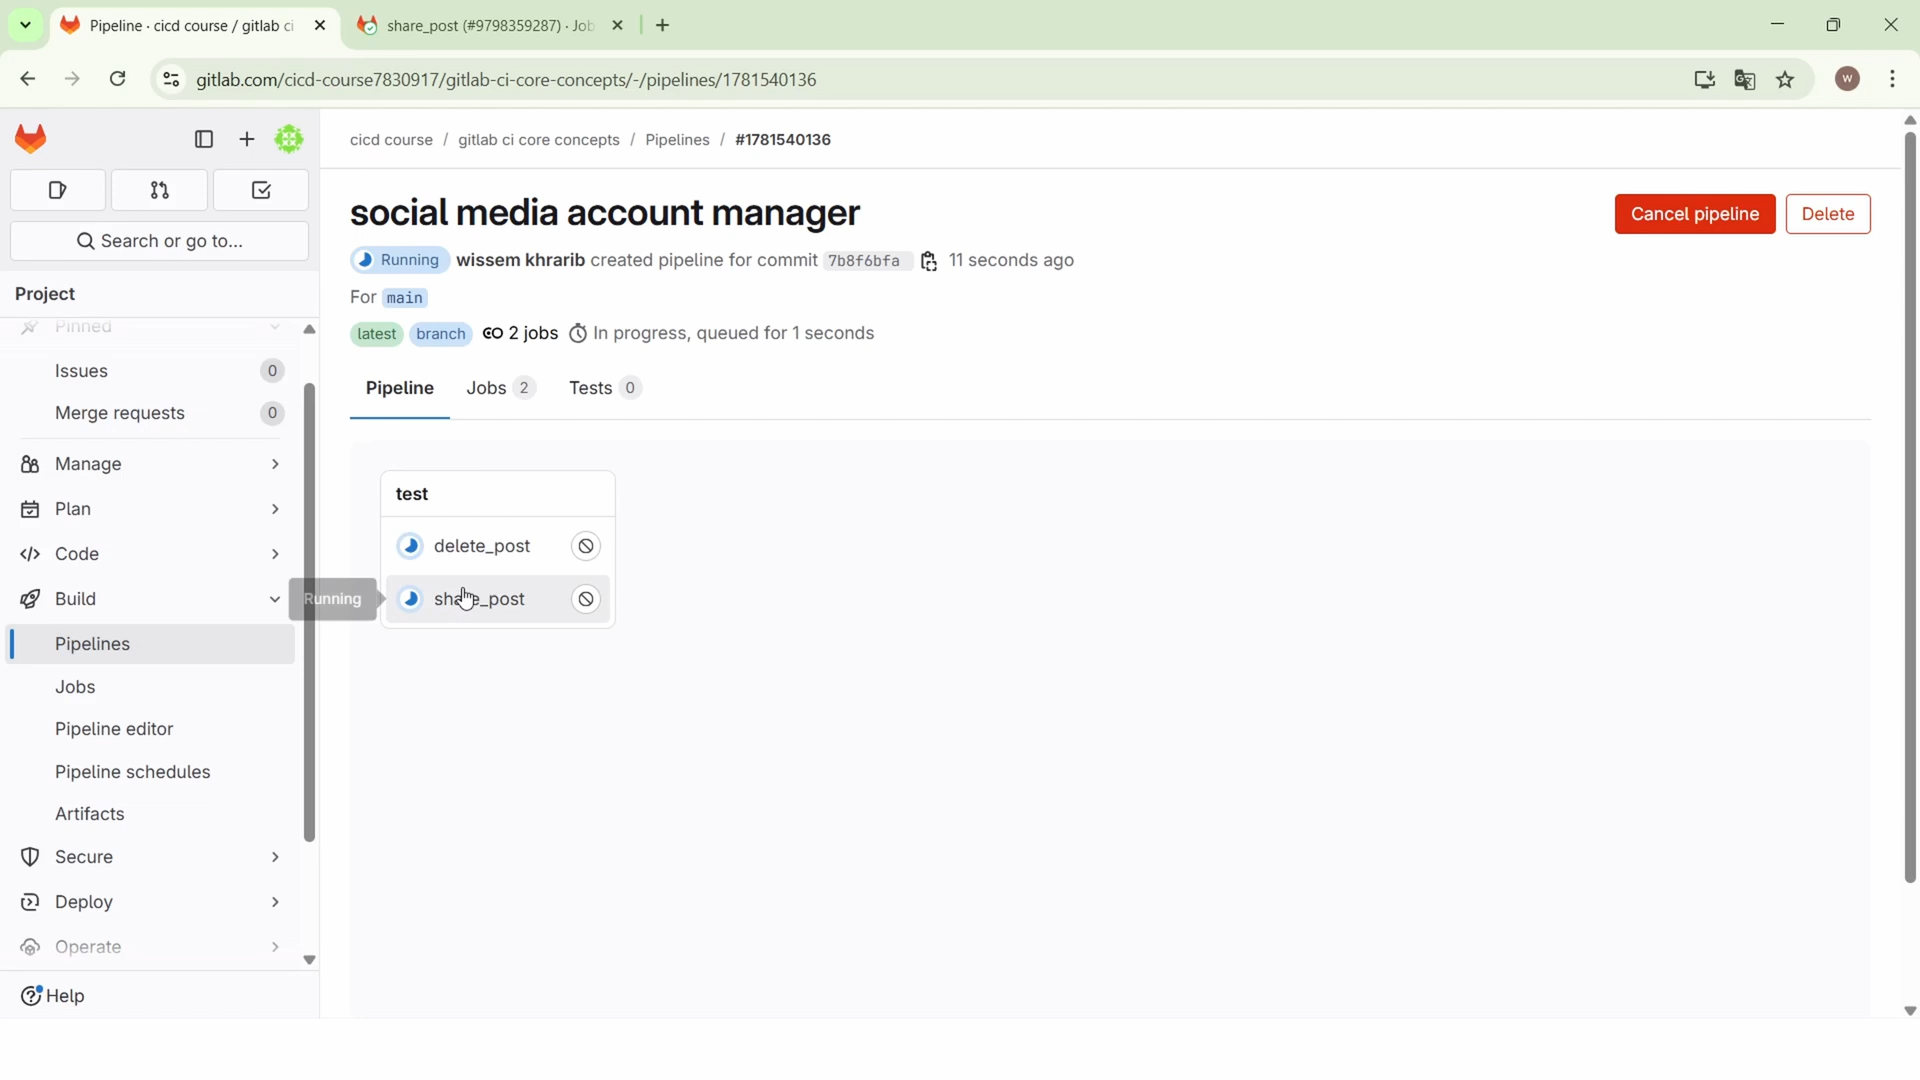 Pipeline · cicd course / gitlab ci
share_post (#9798359287) · Job
gitlab.com/cicd-course7830917/gitlab-ci-core-concepts/-/pipelines/1781540136
W
cicd course / gitlab ci core concepts / Pipelines / #1781540136
Search or go to...
Project
Pinned
Issues 0
Merge requests 0
Manage
Plan
Code
Build
Pipelines
Jobs
Pipeline editor
Pipeline schedules
Artifacts
Secure
Deploy
Operate
Help
social media account manager
Cancel pipeline Delete
Running wissem khrarib created pipeline for commit 7b8f6bfa 11 seconds ago
For main
latest branch 2 jobs In progress, queued for 1 seconds
Pipeline Jobs 2 Tests 0
test
delete_post
Running
share_post